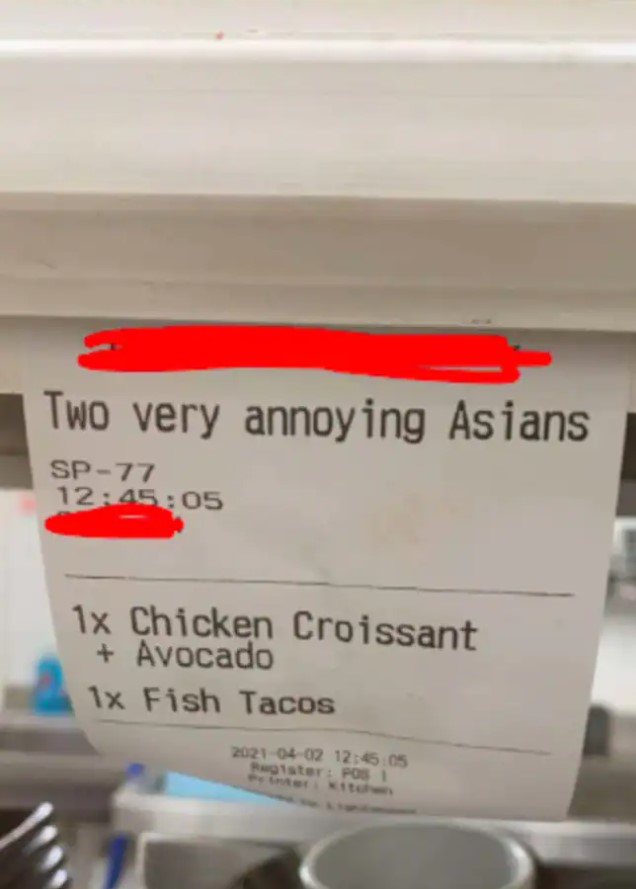 Two very annoying Asians
SP-77
12:45:05
1x Chicken Croissant
+ Avocado
1x Fish Tacos
2021-04-02 12:45:05
Register: POS 1
Printer: Kitchen